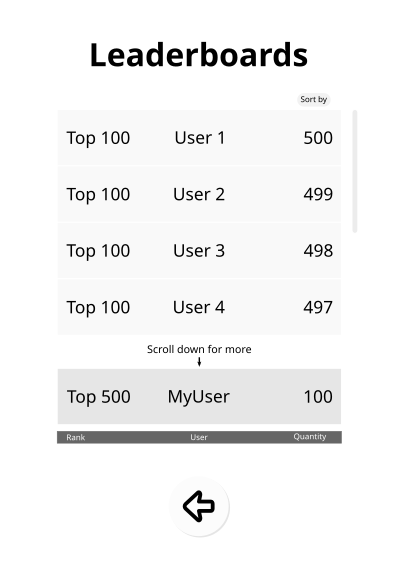 Leaderboards
Sort by
Top 100 User 1 500
Top 100 User 2 499
Top 100 User 3 498
Top 100 User 4 497
Scroll down for more
Top 500 MyUser 100
Rank User Quantity